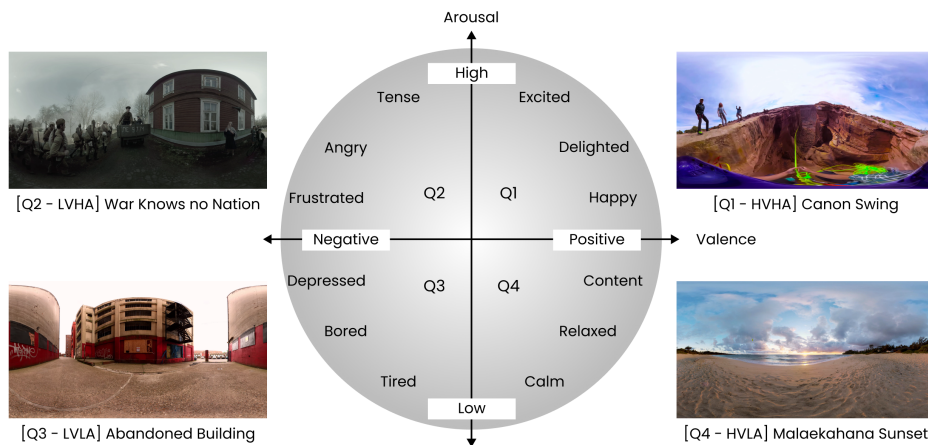 Arousal
High
Tense
Excited
Angry
Delighted
Frustrated
Q2
Q1
Happy
[Q2 - LVHA] War Knows no Nation
[Q1 - HVHA] Canon Swing
Negative
Positive
Valence
Depressed
Q3
Q4
Content
Bored
Relaxed
Tired
Calm
Low
[Q3 - LVLA] Abandoned Building
[Q4 - HVLA] Malaekahana Sunset